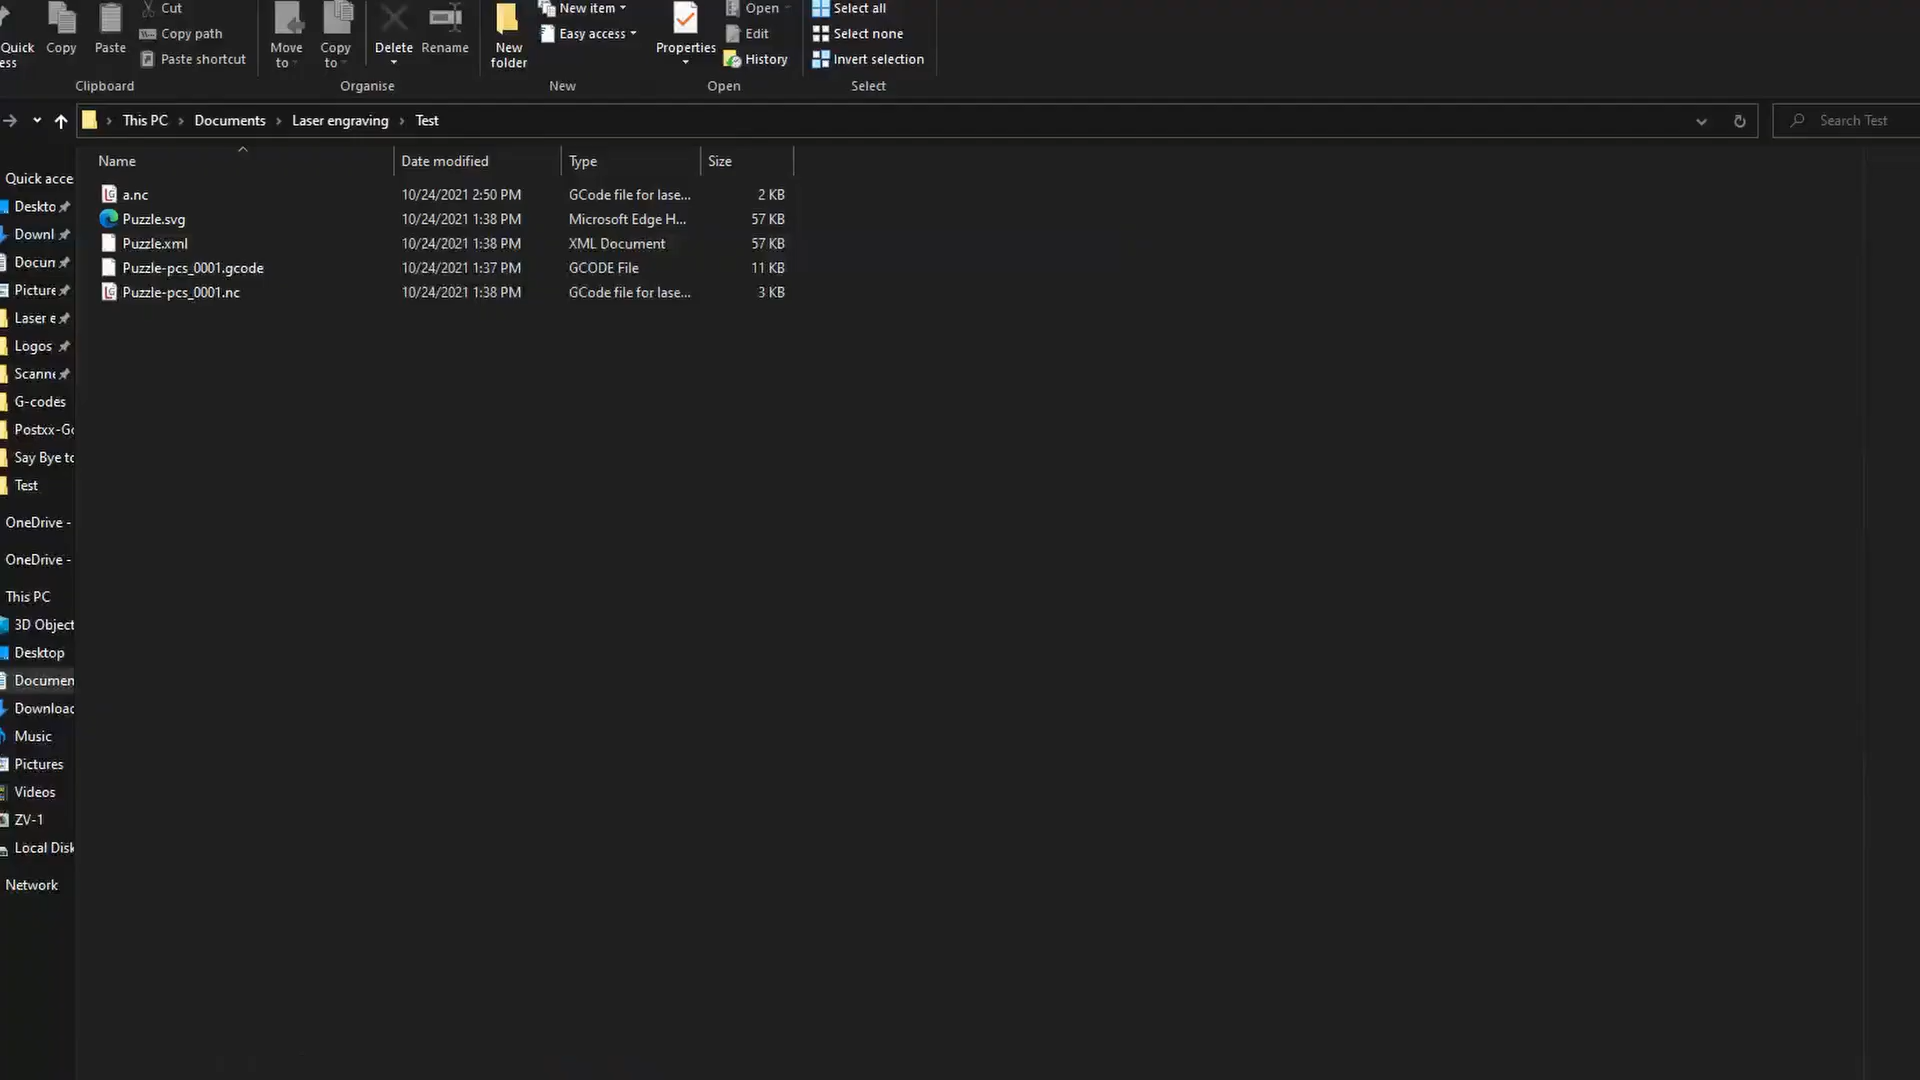 Cut
New item
Open
Select all
Copy path
Easy access
Edit
Select none
Quick
ess
Copy
Paste
Paste shortcut
Move
to
Copy
to
Delete
Rename
New
folder
Properties
History
Invert selection
Clipboard
Organise
New
Open
Select
This PC
Documents
Laser engraving
Test
Search Test
Name
Date modified
Type
Size
a.nc 10/24/2021 2:50 PM GCode file for lase... 2 KB
Puzzle.svg 10/24/2021 1:38 PM Microsoft Edge H... 57 KB
Puzzle.xml 10/24/2021 1:38 PM XML Document 57 KB
Puzzle-pcs_0001.gcode 10/24/2021 1:37 PM GCODE File 11 KB
Puzzle-pcs_0001.nc 10/24/2021 1:38 PM GCode file for lase... 3 KB
Quick acce
Deskto
Downl
Docum
Picture
Laser e
Logos
Scanne
G-codes
Postxx-Go
Say Bye to
Test
OneDrive -
OneDrive -
This PC
3D Object
Desktop
Documen
Downloac
Music
Pictures
Videos
ZV-1
Local Disk
Network